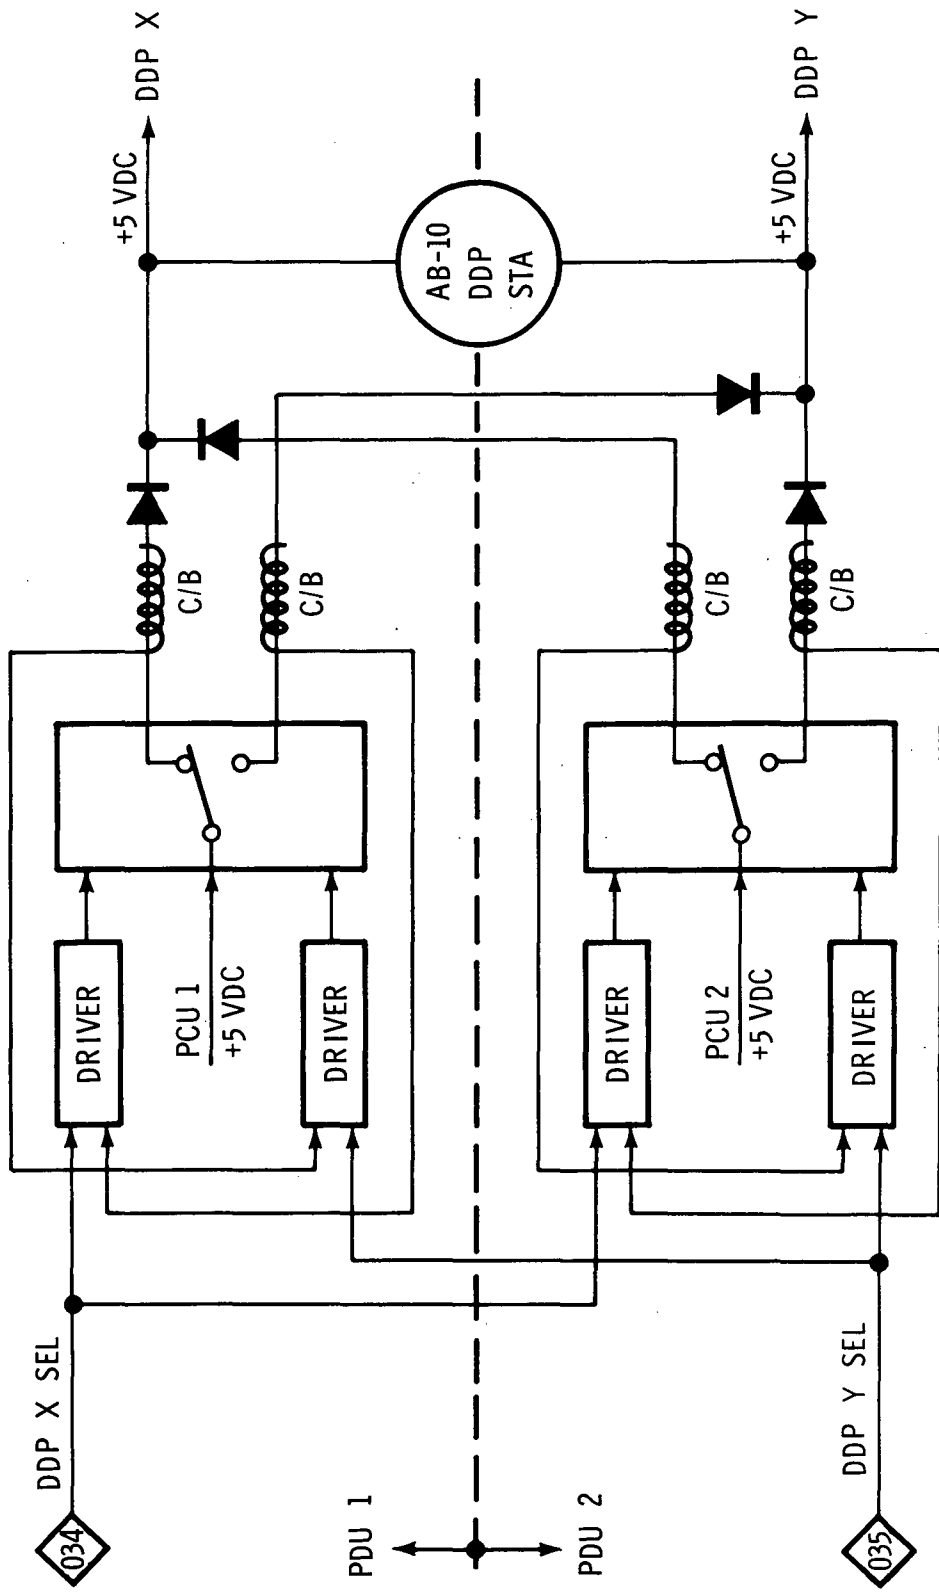 034
DDP X SEL
DRIVER
PCU 1
+5 VDC
DRIVER
C/B
C/B
+5 VDC
DDP X
PDU 1
PDU 2
AB-10
DDP
STA
DRIVER
PCU 2
+5 VDC
DRIVER
C/B
C/B
035
DDP Y SEL
+5 VDC
DDP Y